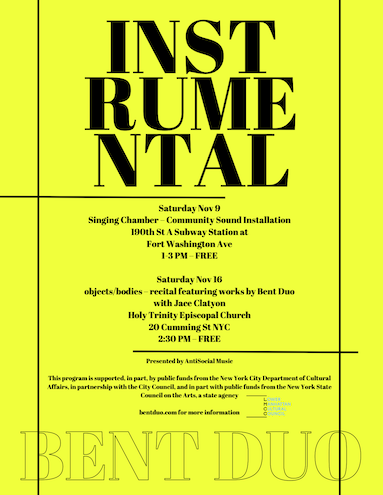 INST
RUME
NTAL
Saturday Nov 9
Singing Chamber – Community Sound Installation
190th St A Subway Station at
Fort Washington Ave
1-3 PM – FREE
Saturday Nov 16
objects/bodies – recital featuring works by Bent Duo
with Jace Clatyon
Holy Trinity Episcopal Church
20 Cumming St NYC
2:30 PM – FREE
Presented by AntiSocial Music
This program is supported, in part, by public funds from the New York City Department of Cultural
Affairs, in partnership with the City Council, and in part with public funds from the New York State
Council on the Arts, a state agency
bentduo.com for more information
LOWER
MANHATTAN
CULTURAL
COUNCIL
BENT DUO